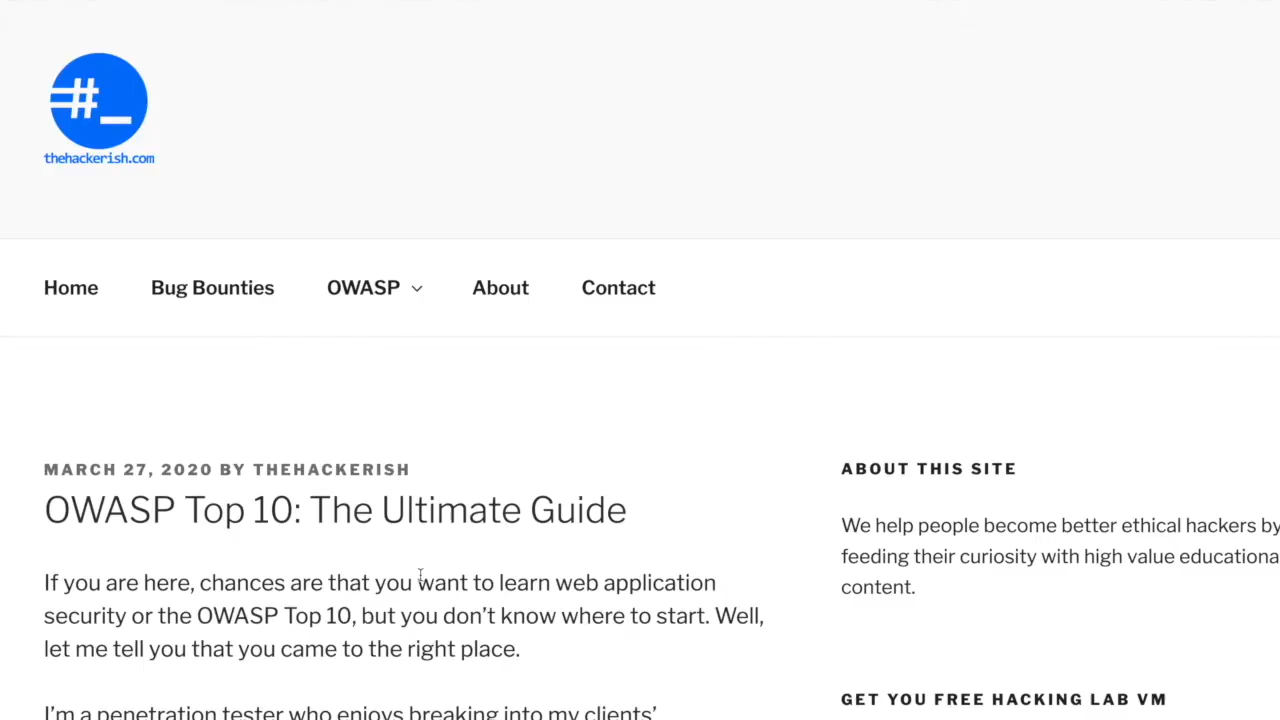 #_
thehackerish.com
Home Bug Bounties OWASP About Contact
MARCH 27, 2020 BY THEHACKERISH
OWASP Top 10: The Ultimate Guide
If you are here, chances are that you want to learn web application
security or the OWASP Top 10, but you don’t know where to start. Well,
let me tell you that you came to the right place.
I’m a penetration tester who enjoys breaking into my clients’
ABOUT THIS SITE
We help people become better ethical hackers by
feeding their curiosity with high value educationa
content.
GET YOU FREE HACKING LAB VM